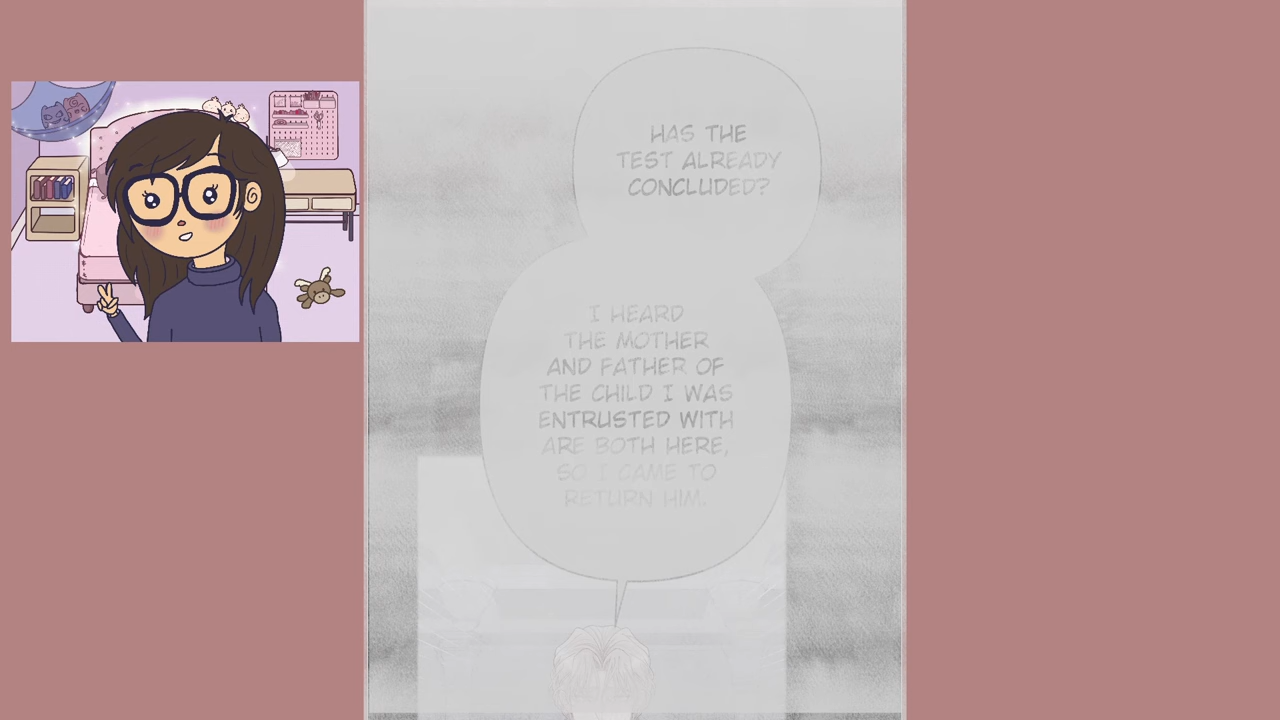 HAS THE
TEST ALREADY
CONCLUDED?
I HEARD
THE MOTHER
AND FATHER OF
THE CHILD I WAS
ENTRUSTED WITH
ARE BOTH HERE,
SO I CAME TO
RETURN HIM.